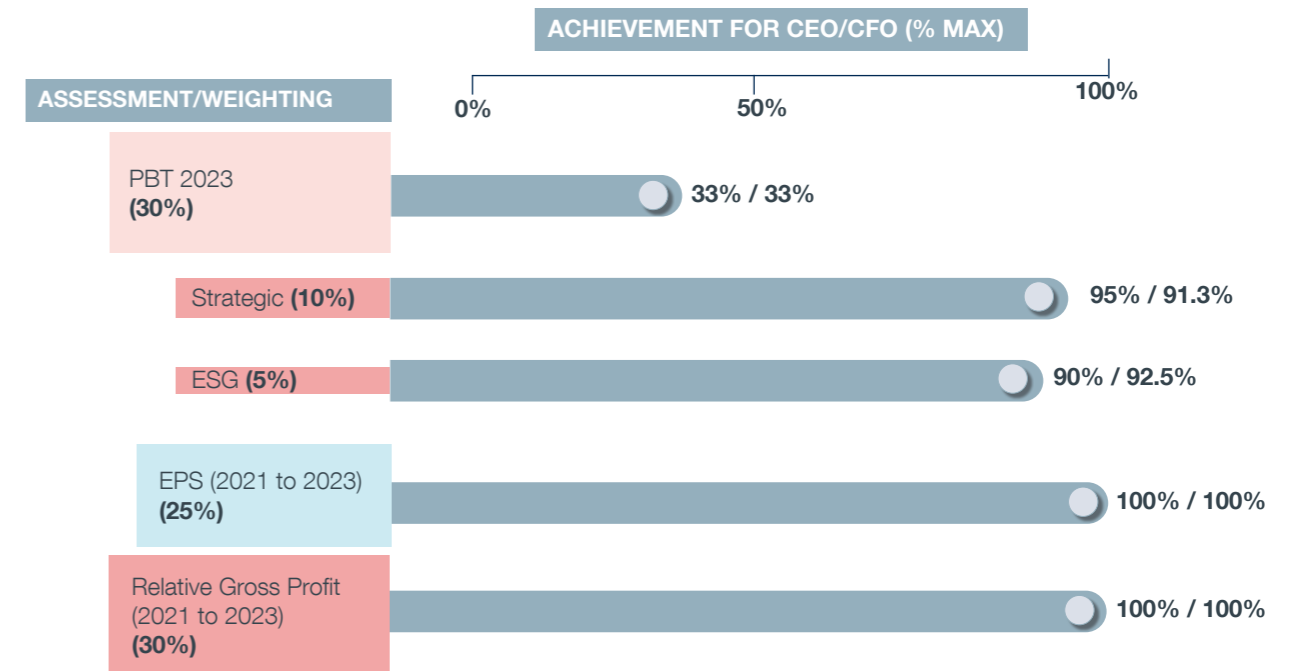 ACHIEVEMENT FOR CEO/CFO (% MAX)
ASSESSMENT/WEIGHTING
0%
50%
100%
PBT 2023
(30%)
33% / 33%
Strategic (10%)
95% / 91.3%
ESG (5%)
90% / 92.5%
EPS (2021 to 2023)
(25%)
100% / 100%
Relative Gross Profit
(2021 to 2023)
(30%)
100% / 100%